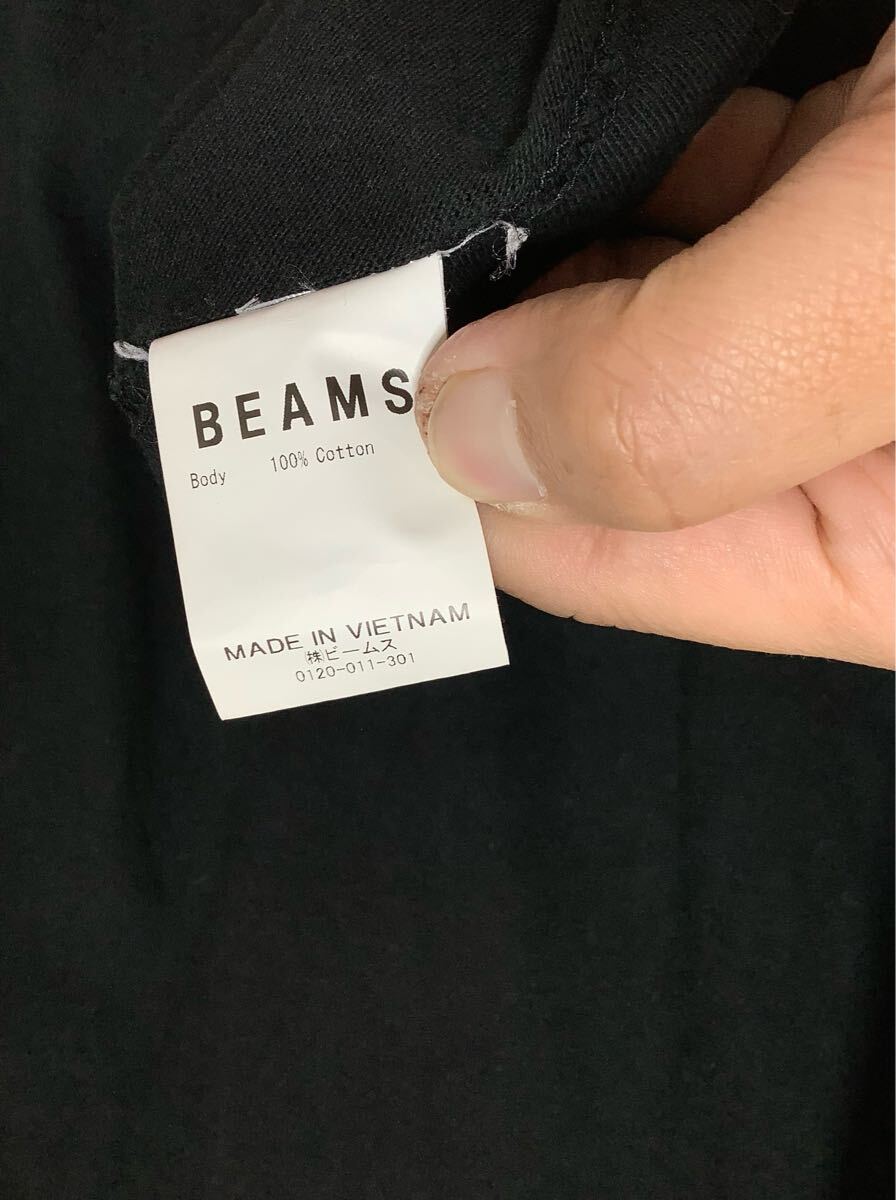 BEAMS
Body 100% Cotton
MADE IN VIETNAM
㈱ビームス
0120-011-301